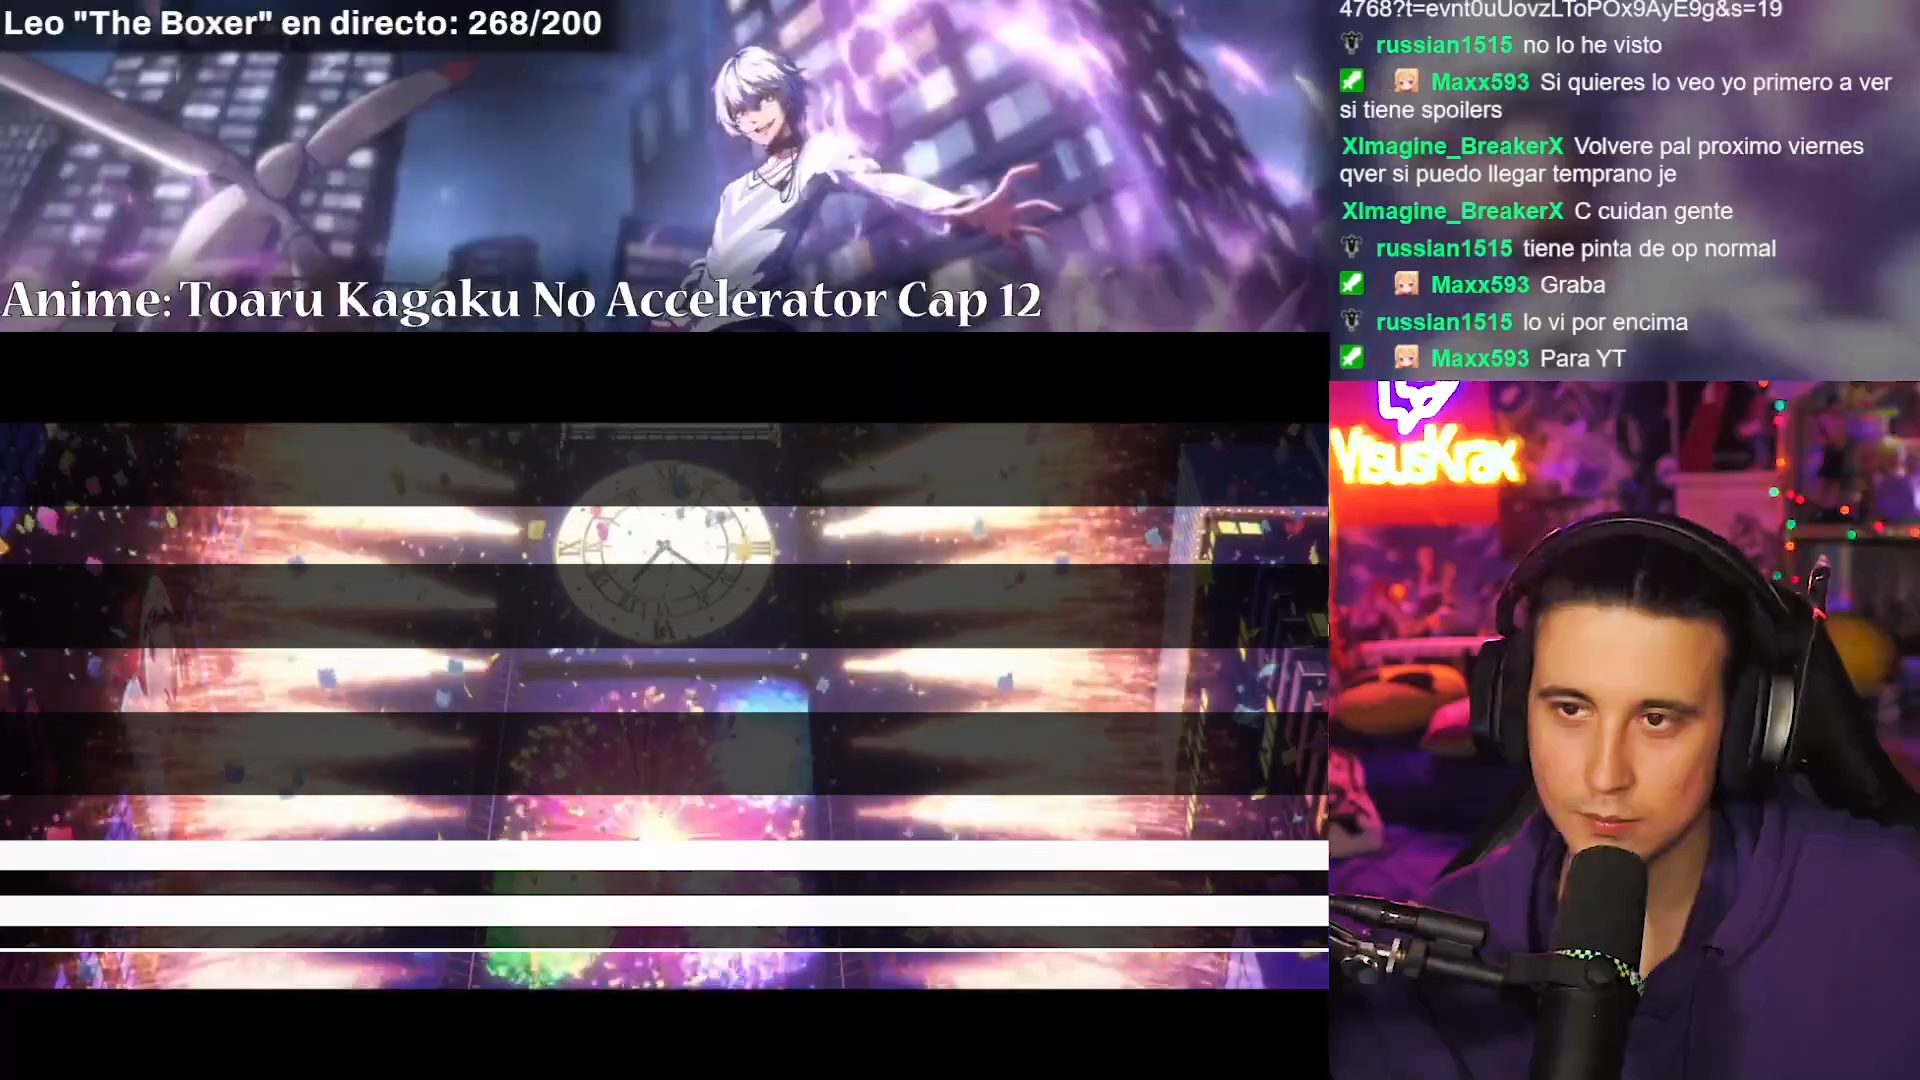 Leo "The Boxer" en directo: 268/200
Anime: Toaru Kagaku No Accelerator Cap 12
4768?t=evnt0uUovzLToPOx9AyE9g&s=19
russian1515 no lo he visto
Maxx593 Si quieres lo veo yo primero a ver
si tiene spoilers
XImagine_BreakerX Volvere pal proximo viernes
qver si puedo llegar temprano je
XImagine_BreakerX C cuidan gente
russian1515 tiene pinta de op normal
Maxx593 Graba
russian1515 lo vi por encima
Maxx593 Para YT
VisusKrax